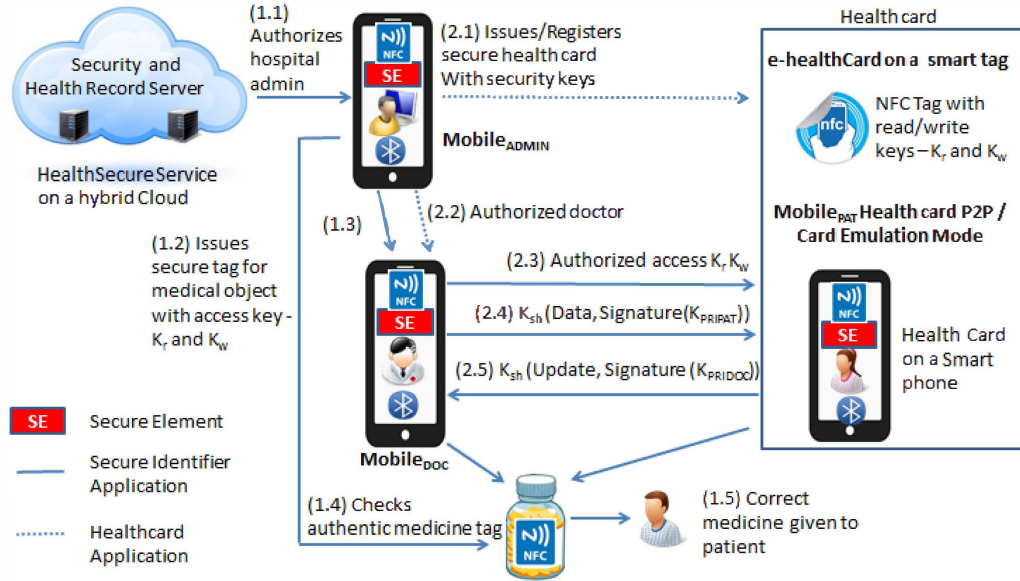 Security and
Health Record Server
HealthSecure Service
on a hybrid Cloud
(1.1)
Authorizes
hospital
admin
NFC
SE
Mobile_ADMIN
(2.1) Issues/Registers
secure health card
With security keys
Health card
e-healthCard on a smart tag
nfc
NFC Tag with
read/write
keys – K_r and K_w
(1.3)
(2.2) Authorized doctor
(1.2) Issues
secure tag for
medical object
with access key -
K_r and K_w
Mobile_PAT Health card P2P /
Card Emulation Mode
NFC
SE
Mobile_DOC
(2.3) Authorized access K_r K_w
(2.4) K_sh (Data, Signature(K_PRIPAT))
(2.5) K_sh (Update, Signature (K_PRIDOC))
NFC
SE
Health Card
on a Smart
phone
SE
Secure Element
Secure Identifier
Application
Healthcard
Application
(1.4) Checks
authentic medicine tag
NFC
(1.5) Correct
medicine given to
patient